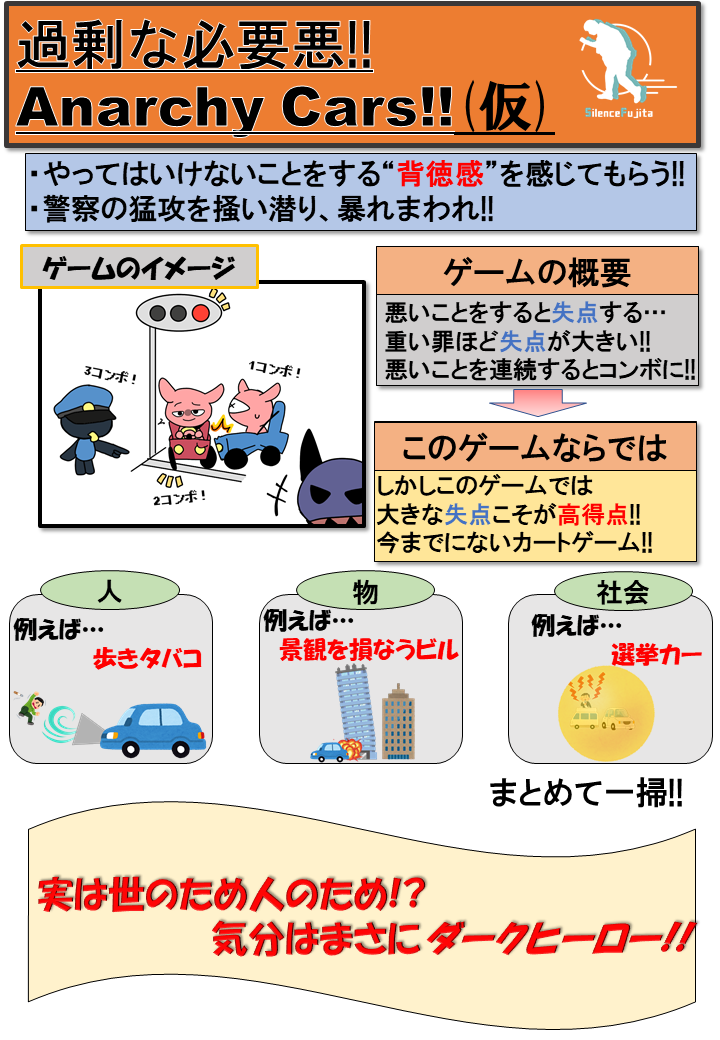 過剰な必要悪!!
Anarchy Cars!!(仮)
SilenceFujita
・やってはいけないことをする“背徳感”を感じてもらう!!
・警察の猛攻を掻い潜り、暴れまわれ!!
ゲームのイメージ
3コンボ!
1コンボ!
2コンボ!
ゲームの概要
悪いことをすると失点する…
重い罪ほど失点が大きい!!
悪いことを連続するとコンボに!!
このゲームならでは
しかしこのゲームでは
大きな失点こそが高得点!!
今までにないカートゲーム!!
人
例えば…
歩きタバコ
物
例えば…
景観を損なうビル
社会
例えば…
選挙カー
まとめて一掃!!
実は世のため人のため!?
気分はまさにダークヒーロー!!